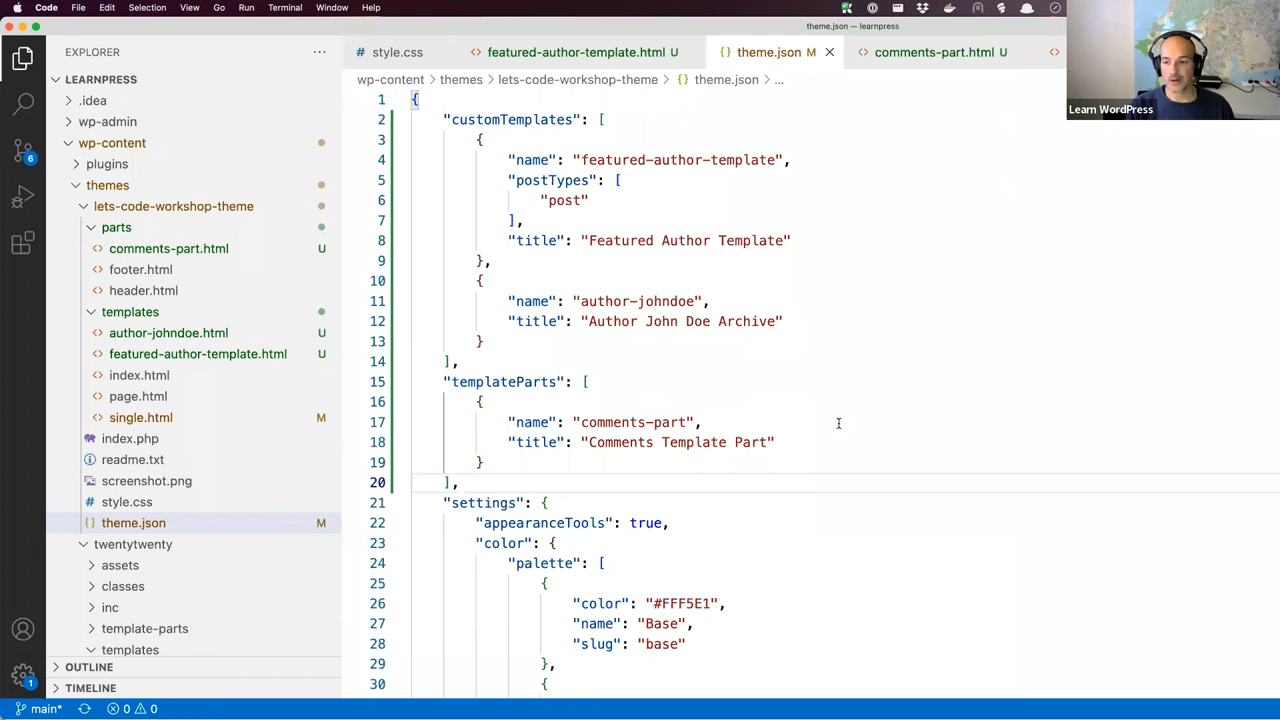 Code File Edit Selection View Go Run Terminal Window Help
theme.json — learnpress
EXPLORER
style.css
featured-author-template.html U
theme.json M
comments-part.html U
Learn WordPress
LEARNPRESS
wp-content themes lets-code-workshop-theme theme.json ...
.idea
wp-admin
wp-content
plugins
themes
lets-code-workshop-theme
parts
comments-part.html U
footer.html
header.html
templates
author-johndoe.html U
featured-author-template.html U
index.html
page.html
single.html M
index.php
readme.txt
screenshot.png
style.css
theme.json M
twentytwenty
assets
classes
inc
template-parts
templates
OUTLINE
TIMELINE
6
1
1 {
2 "customTemplates": [
3 {
4 "name": "featured-author-template",
5 "postTypes": [
6 "post"
7 ],
8 "title": "Featured Author Template"
9 },
10 {
11 "name": "author-johndoe",
12 "title": "Author John Doe Archive"
13 }
14 ],
15 "templateParts": [
16 {
17 "name": "comments-part",
18 "title": "Comments Template Part"
19 }
20 ],
21 "settings": {
22 "appearanceTools": true,
23 "color": {
24 "palette": [
25 {
26 "color": "#FFF5E1",
27 "name": "Base",
28 "slug": "base"
29 },
30 {
main* 0 0